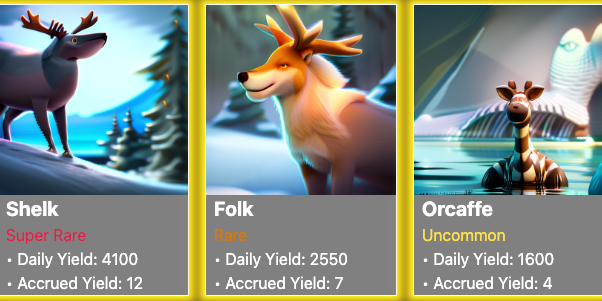 Shelk
Super Rare
• Daily Yield: 4100
• Accrued Yield: 12
Folk
Rare
• Daily Yield: 2550
• Accrued Yield: 7
Orcaffe
Uncommon
• Daily Yield: 1600
• Accrued Yield: 4